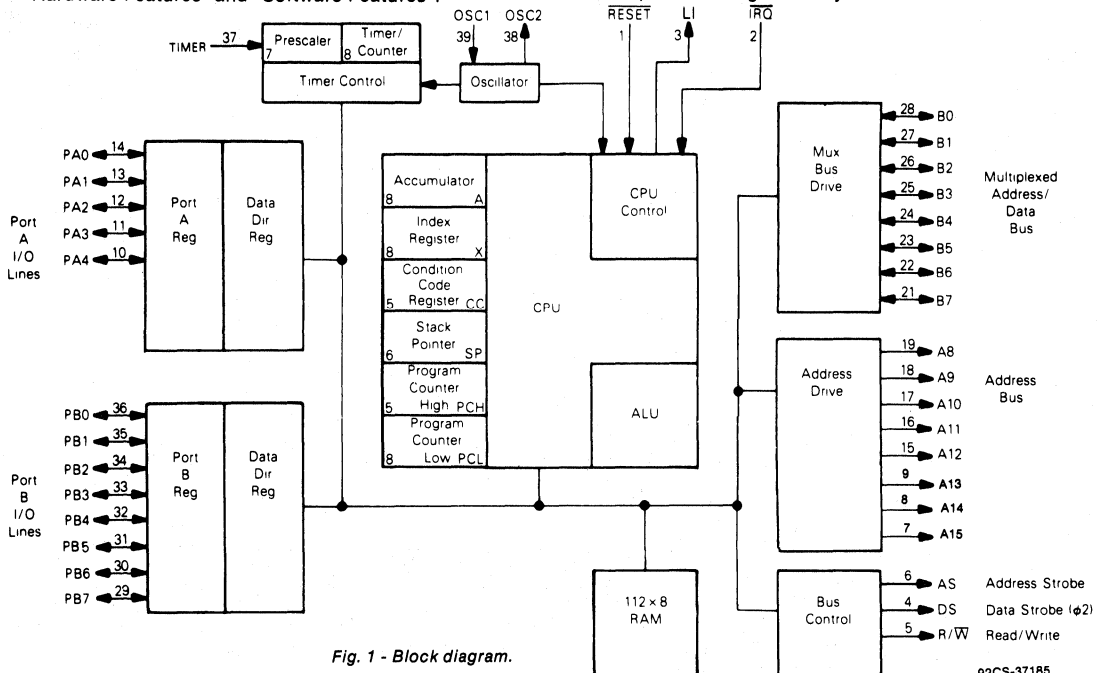 Hardware Features and Software Features
OSC1 OSC2 RESET LI IRQ
39 38 1 3 2
TIMER 37
Prescaler
7
Timer/
Counter
8
Timer Control
Oscillator
Port
A
I/O
Lines
PA0 14
PA1 13
PA2 12
PA3 11
PA4 10
Port
A
Reg
Data
Dir
Reg
Accumulator
8 A
Index
Register
8 X
Condition
Code
Register
5 CC
Stack
Pointer
6 SP
Program
Counter
High
5 PCH
Program
Counter
Low
8 PCL
CPU
CPU
Control
ALU
Mux
Bus
Drive
28 B0
27 B1
26 B2
25 B3
24 B4
23 B5
22 B6
21 B7
Multiplexed
Address/
Data
Bus
Port
B
I/O
Lines
PB0 36
PB1 35
PB2 34
PB3 33
PB4 32
PB5 31
PB6 30
PB7 29
Port
B
Reg
Data
Dir
Reg
Address
Drive
19 A8
18 A9
17 A10
16 A11
15 A12
9 A13
8 A14
7 A15
Address
Bus
112×8
RAM
Bus
Control
6 AS Address Strobe
4 DS Data Strobe (φ2)
5 R/W̅ Read/Write
Fig. 1 - Block diagram.
92CS-37185